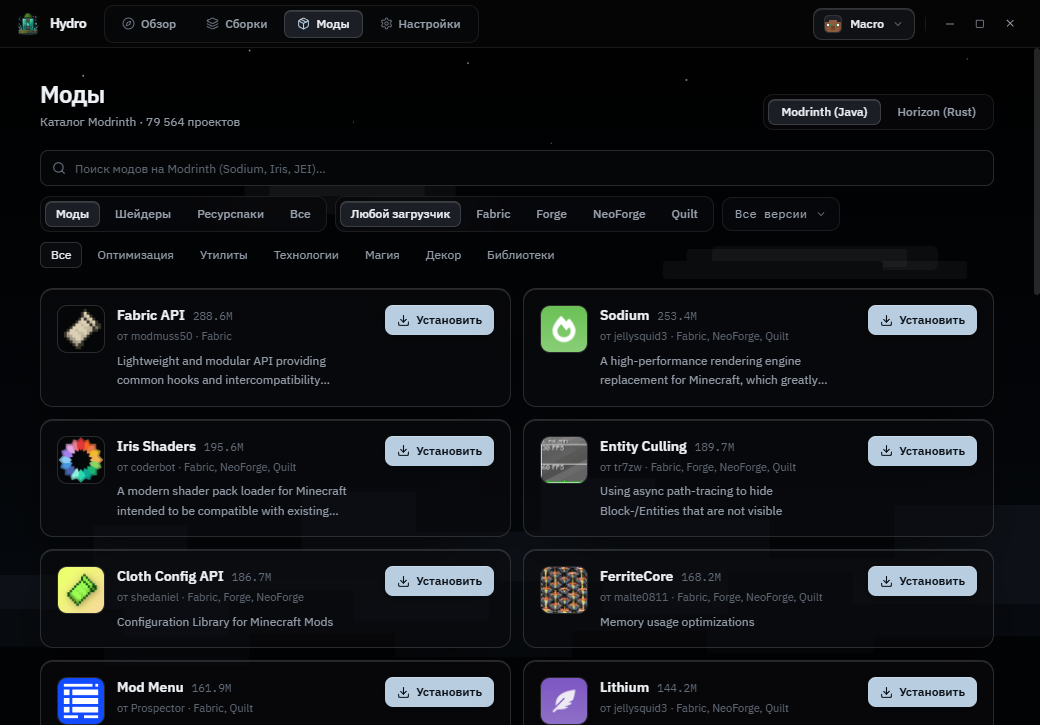 Hydro
Обзор
Сборки
Моды
Настройки
Macro
Моды
Каталог Modrinth · 79 564 проектов
Modrinth (Java)
Horizon (Rust)
Поиск модов на Modrinth (Sodium, Iris, JEI)...
Моды
Шейдеры
Ресурспаки
Все
Любой загрузчик
Fabric
Forge
NeoForge
Quilt
Все версии
Все
Оптимизация
Утилиты
Технологии
Магия
Декор
Библиотеки
Fabric API 288.6M
Установить
от modmuss50 · Fabric
Lightweight and modular API providing
common hooks and intercompatibility...
Sodium 253.4M
Установить
от jellysquid3 · Fabric, NeoForge, Quilt
A high-performance rendering engine
replacement for Minecraft, which greatly...
Iris Shaders 195.6M
Установить
от coderbot · Fabric, NeoForge, Quilt
A modern shader pack loader for Minecraft
intended to be compatible with existing...
60 FPS
Entity Culling 189.7M
Установить
от tr7zw · Fabric, Forge, NeoForge, Quilt
Using async path-tracing to hide
Block-/Entities that are not visible
Cloth Config API 186.7M
Установить
от shedaniel · Fabric, Forge, NeoForge
Configuration Library for Minecraft Mods
FerriteCore 168.2M
Установить
от malte0811 · Fabric, Forge, NeoForge, Quilt
Memory usage optimizations
Mod Menu 161.9M
Установить
от Prospector · Fabric, Quilt
Lithium 144.2M
Установить
от jellysquid3 · Fabric, NeoForge, Quilt